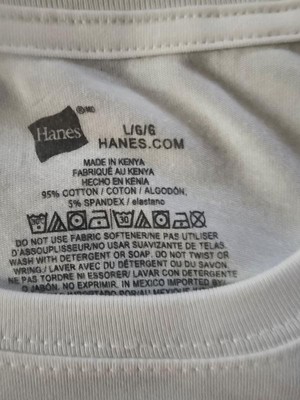 Hanes
®MC
L/G/G
HANES.COM
MADE IN KENYA
FABRIQUÉ AU KENYA
HECHO EN KENIA
95% COTTON / COTON / ALGODÓN,
5% SPANDEX / elastano
DO NOT USE FABRIC SOFTENER/NE PAS UTILISER
D'ASSOUPLISSEUR/NO USAR SUAVIZANTE DE TELAS.
WASH WITH DETERGENT OR SOAP. DO NOT TWIST OR
WRING./ LAVER AVEC DU DÉTERGENT OU DU SAVON.
NE PAS TORDRE NI ESSORER/ LAVAR CON DETERGENTE
O JABÓN. NO EXPRIMIR. IN MEXICO IMPORTED BY/